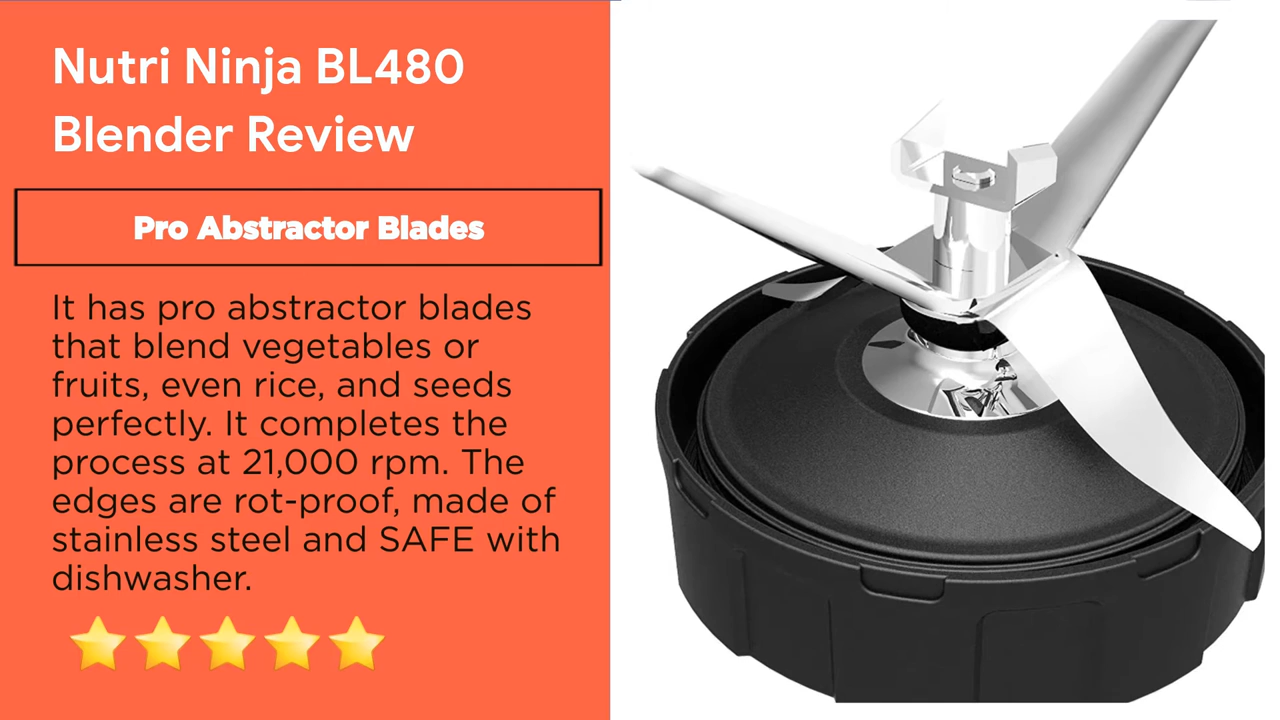 Nutri Ninja BL480
Blender Review
Pro Abstractor Blades
It has pro abstractor blades
that blend vegetables or
fruits, even rice, and seeds
perfectly. It completes the
process at 21,000 rpm. The
edges are rot-proof, made of
stainless steel and SAFE with
dishwasher.